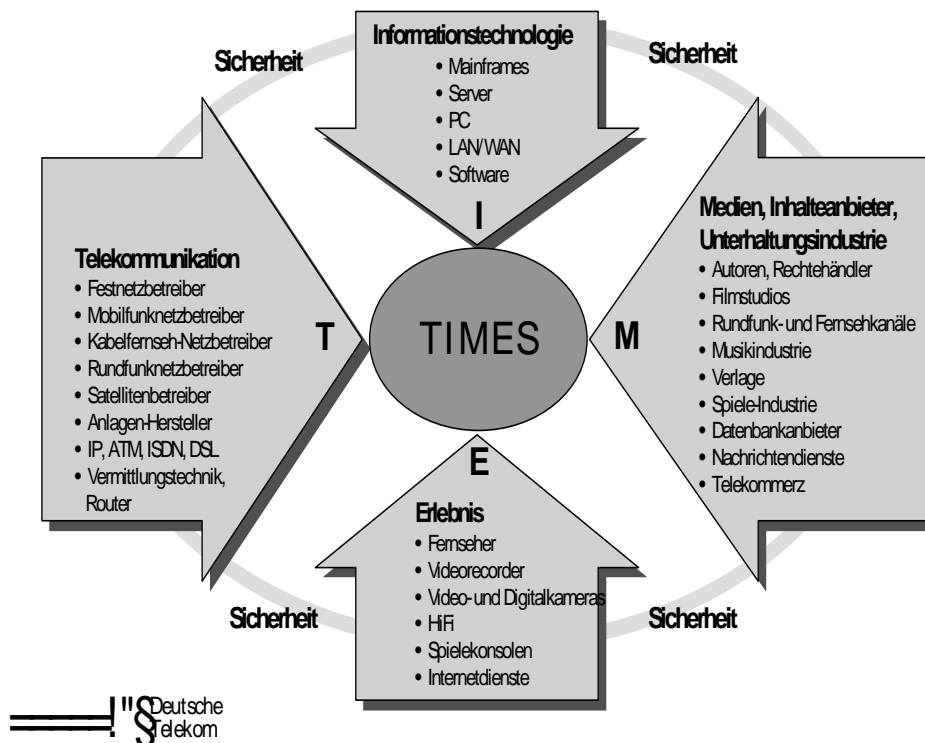 Sicherheit
Informationstechnologie
• Mainframes
• Server
• PC
• LAN/WAN
• Software
I
Sicherheit
Telekommunikation
• Festnetzbetreiber
• Mobilfunknetzbetreiber
• Kabelfernseh-Netzbetreiber
• Rundfunknetzbetreiber
• Satellitenbetreiber
• Anlagen-Hersteller
• IP, ATM, ISDN, DSL
• Vermittlungstechnik,
Router
T
TIMES
M
Medien, Inhalteanbieter,
Unterhaltungsindustrie
• Autoren, Rechtehändler
• Filmstudios
• Rundfunk- und Fernsehkanäle
• Musikindustrie
• Verlage
• Spiele-Industrie
• Datenbankanbieter
• Nachrichtendienste
• Telekommerz
E
Erlebnis
• Fernseher
• Videorecorder
• Video- und Digitalkameras
• HiFi
• Spielekonsolen
• Internetdienste
Sicherheit
Sicherheit
!"§ Deutsche
Telekom